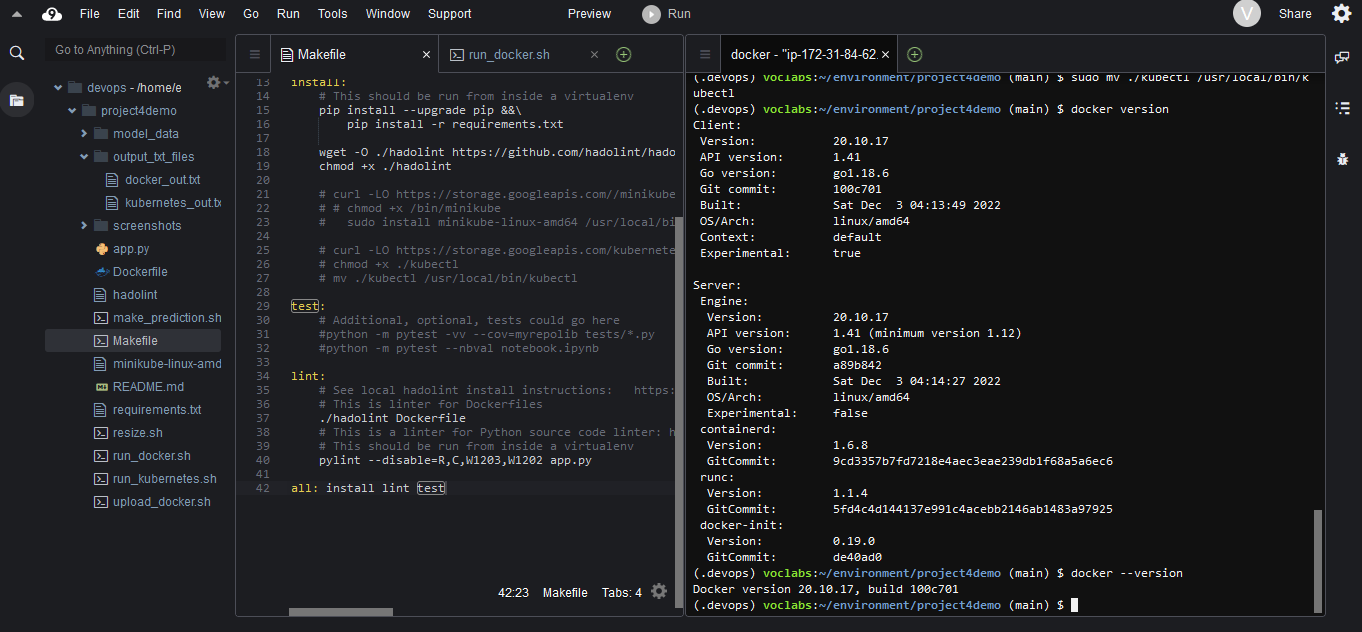 9 File Edit Find View Go Run Tools Window Support Preview Run V Share
Go to Anything (Ctrl-P)
devops - /home/e
project4demo
model_data
output_txt_files
docker_out.txt
kubernetes_out.tx
screenshots
app.py
Dockerfile
hadolint
make_prediction.sh
Makefile
minikube-linux-amd
README.md
requirements.txt
resize.sh
run_docker.sh
run_kubernetes.sh
upload_docker.sh
Makefile × run_docker.sh ×
13 install:
14 # This should be run from inside a virtualenv
15 pip install --upgrade pip &&\
16 pip install -r requirements.txt
17
18 wget -O ./hadolint https://github.com/hadolint/hado
19 chmod +x ./hadolint
20
21 # curl -LO https://storage.googleapis.com//minikube
22 # # chmod +x /bin/minikube
23 # sudo install minikube-linux-amd64 /usr/local/bi
24
25 # curl -LO https://storage.googleapis.com/kubernete
26 # chmod +x ./kubectl
27 # mv ./kubectl /usr/local/bin/kubectl
28
29 test:
30 # Additional, optional, tests could go here
31 #python -m pytest -vv --cov=myrepolib tests/*.py
32 #python -m pytest --nbval notebook.ipynb
33
34 lint:
35 # See local hadolint install instructions: https:
36 # This is linter for Dockerfiles
37 ./hadolint Dockerfile
38 # This is a linter for Python source code linter: h
39 # This should be run from inside a virtualenv
40 pylint --disable=R,C,W1203,W1202 app.py
41
42 all: install lint test
42:23 Makefile Tabs: 4
docker - "ip-172-31-84-62. ×
(.devops) voclabs:~/environment/project4demo (main) $ sudo mv ./kubectl /usr/local/bin/k
ubectl
(.devops) voclabs:~/environment/project4demo (main) $ docker version
Client:
Version: 20.10.17
API version: 1.41
Go version: go1.18.6
Git commit: 100c701
Built: Sat Dec 3 04:13:49 2022
OS/Arch: linux/amd64
Context: default
Experimental: true
Server:
Engine:
Version: 20.10.17
API version: 1.41 (minimum version 1.12)
Go version: go1.18.6
Git commit: a89b842
Built: Sat Dec 3 04:14:27 2022
OS/Arch: linux/amd64
Experimental: false
containerd:
Version: 1.6.8
GitCommit: 9cd3357b7fd7218e4aec3eae239db1f68a5a6ec6
runc:
Version: 1.1.4
GitCommit: 5fd4c4d144137e991c4acebb2146ab1483a97925
docker-init:
Version: 0.19.0
GitCommit: de40ad0
(.devops) voclabs:~/environment/project4demo (main) $ docker --version
Docker version 20.10.17, build 100c701
(.devops) voclabs:~/environment/project4demo (main) $